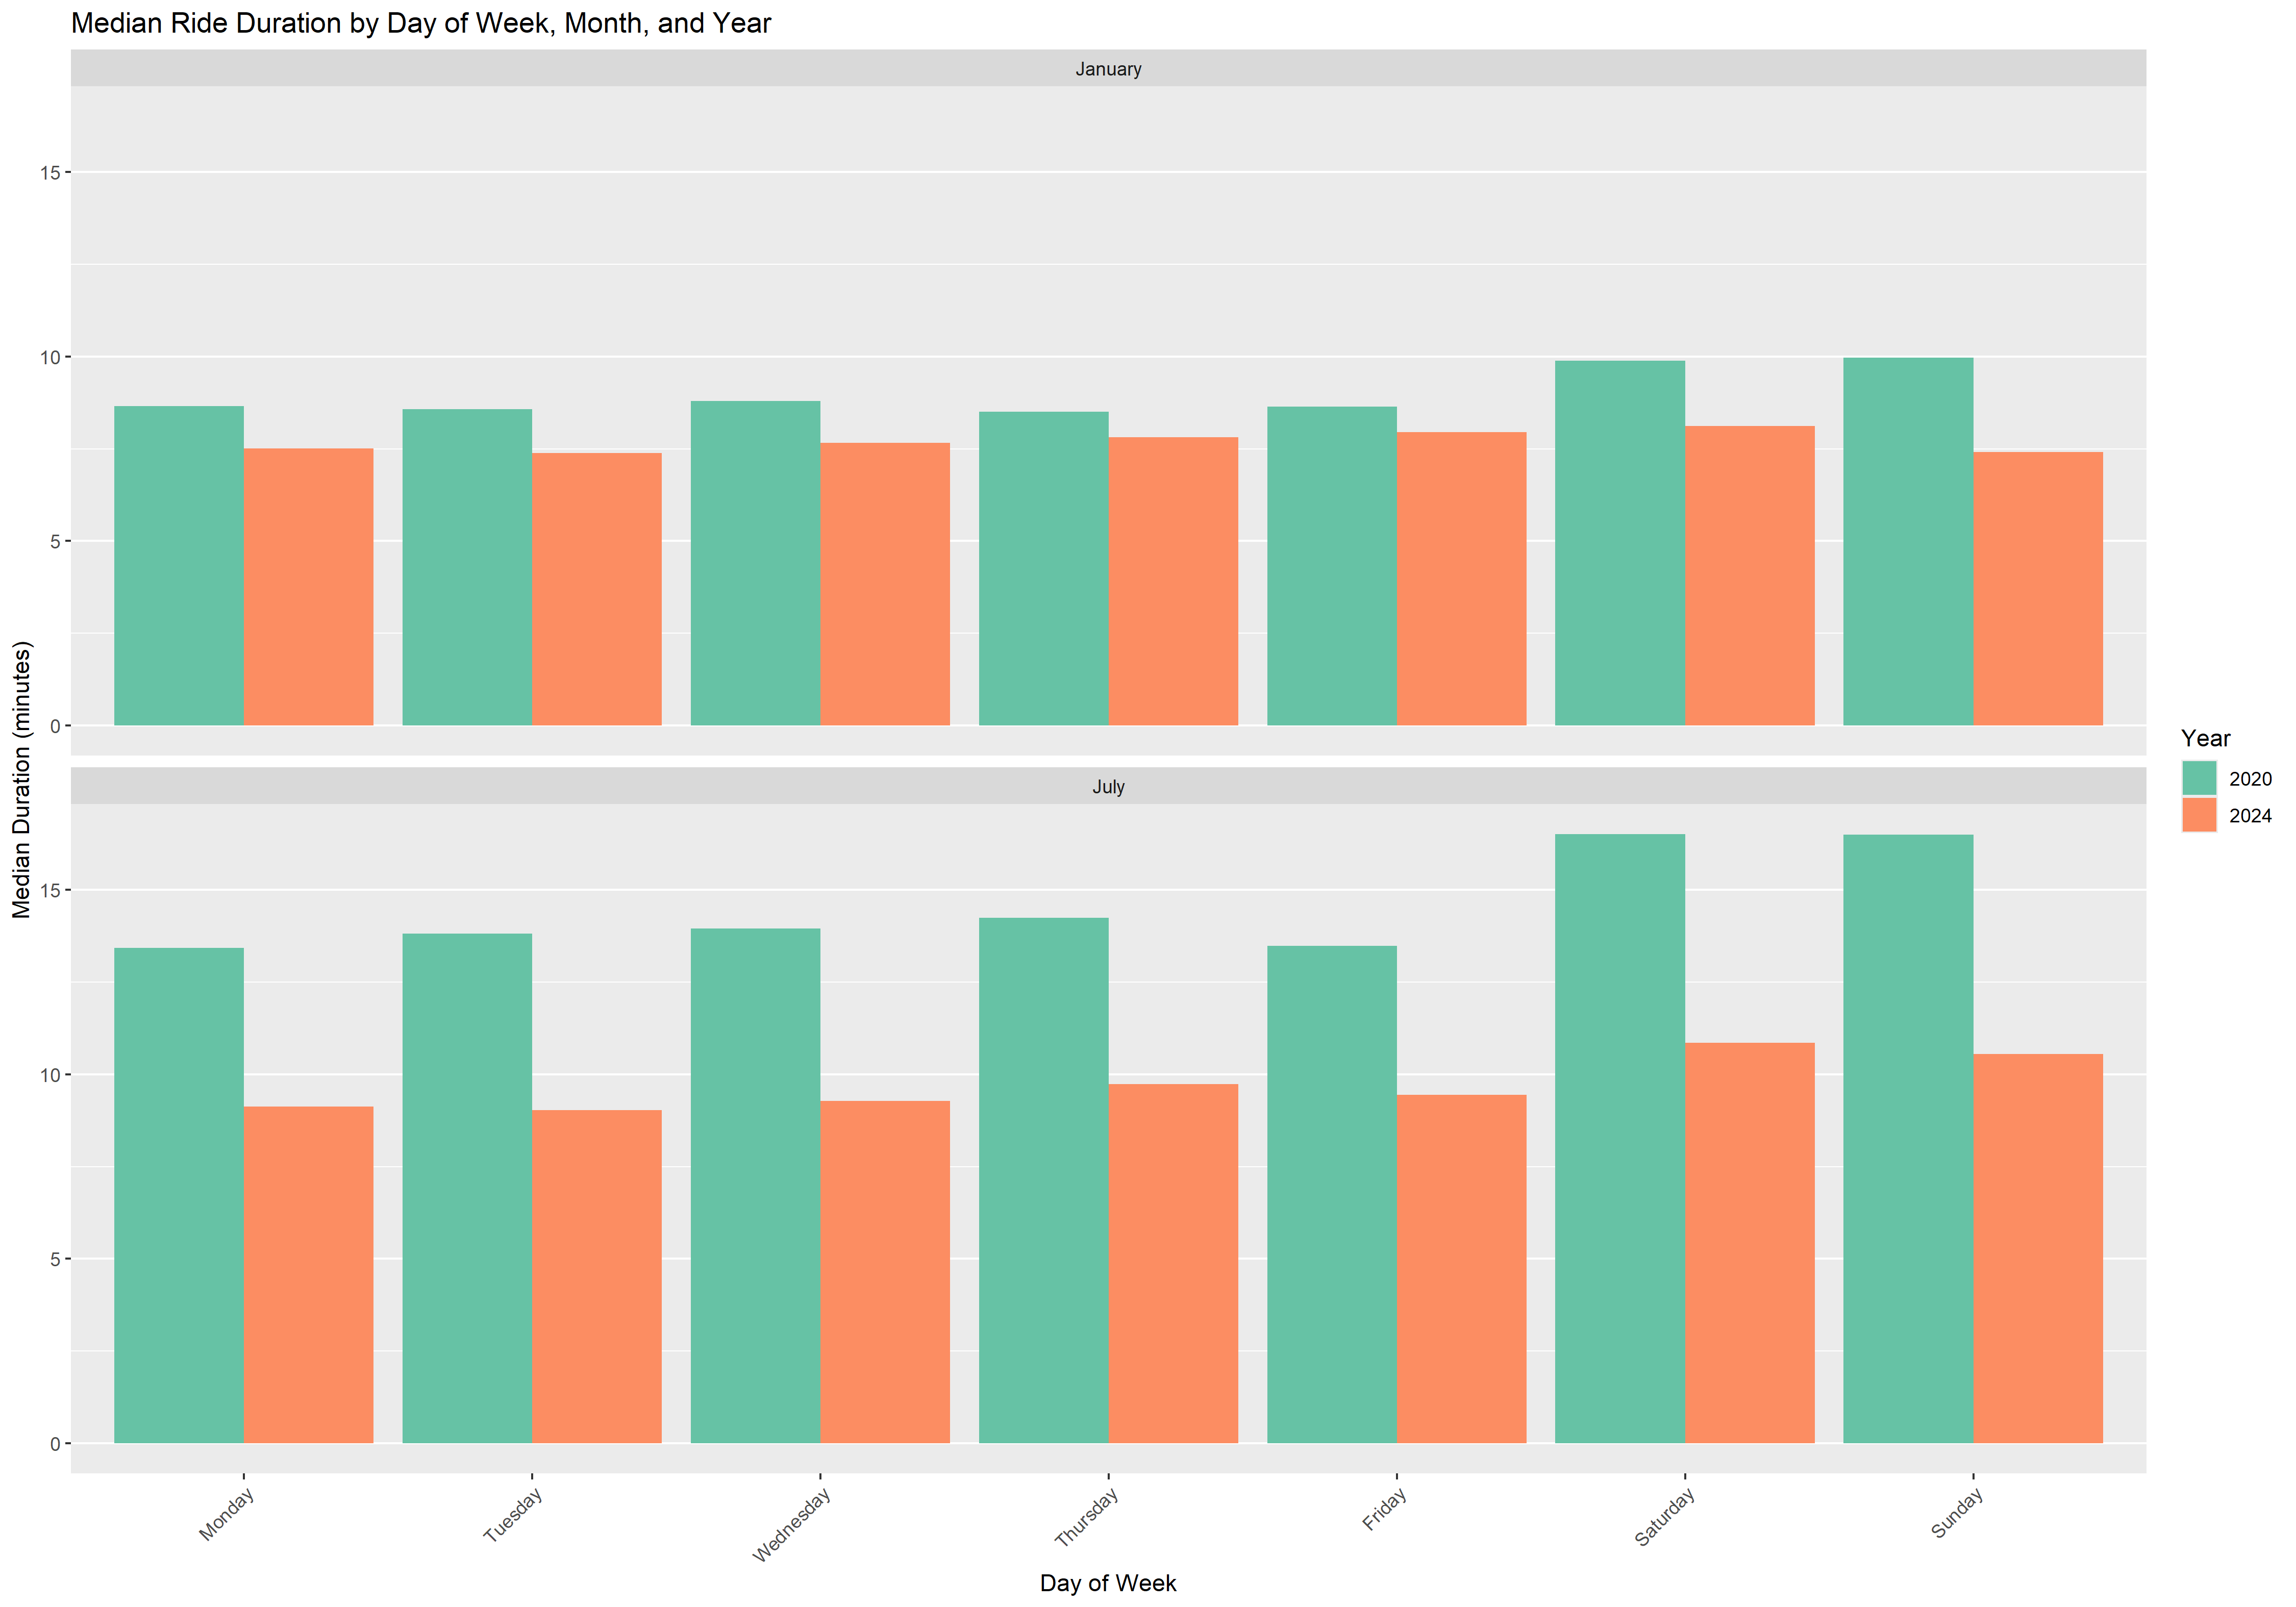 Median Ride Duration by Day of Week, Month, and Year
January
15
10
5
0
Median Duration (minutes)
July
15
10
5
0
Monday
Tuesday
Wednesday
Thursday
Friday
Saturday
Sunday
Day of Week
Year
2020
2024